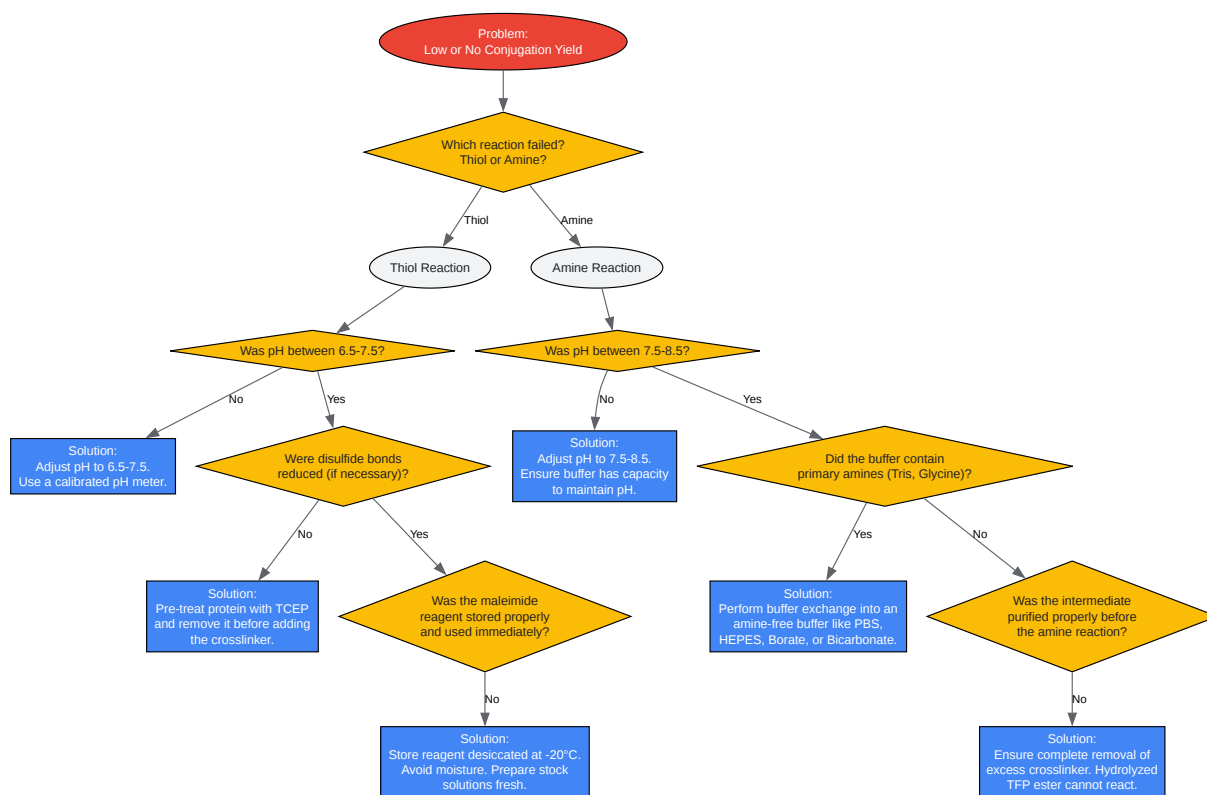 Problem:
Low or No Conjugation Yield
Which reaction failed?
Thiol or Amine?
Thiol
Amine
Thiol Reaction
Amine Reaction
Was pH between 6.5-7.5?
Was pH between 7.5-8.5?
No
Yes
No
Yes
Solution:
Adjust pH to 6.5-7.5.
Use a calibrated pH meter.
Were disulfide bonds
reduced (if necessary)?
Solution:
Adjust pH to 7.5-8.5.
Ensure buffer has capacity
to maintain pH.
Did the buffer contain
primary amines (Tris, Glycine)?
No
Yes
Yes
No
Solution:
Pre-treat protein with TCEP
and remove it before adding
the crosslinker.
Was the maleimide
reagent stored properly
and used immediately?
Solution:
Perform buffer exchange into an
amine-free buffer like PBS,
HEPES, Borate, or Bicarbonate.
Was the intermediate
purified properly before
the amine reaction?
No
No
Solution:
Store reagent desiccated at -20°C.
Avoid moisture. Prepare stock
solutions fresh.
Solution:
Ensure complete removal of
excess crosslinker. Hydrolyzed
TFP ester cannot react.